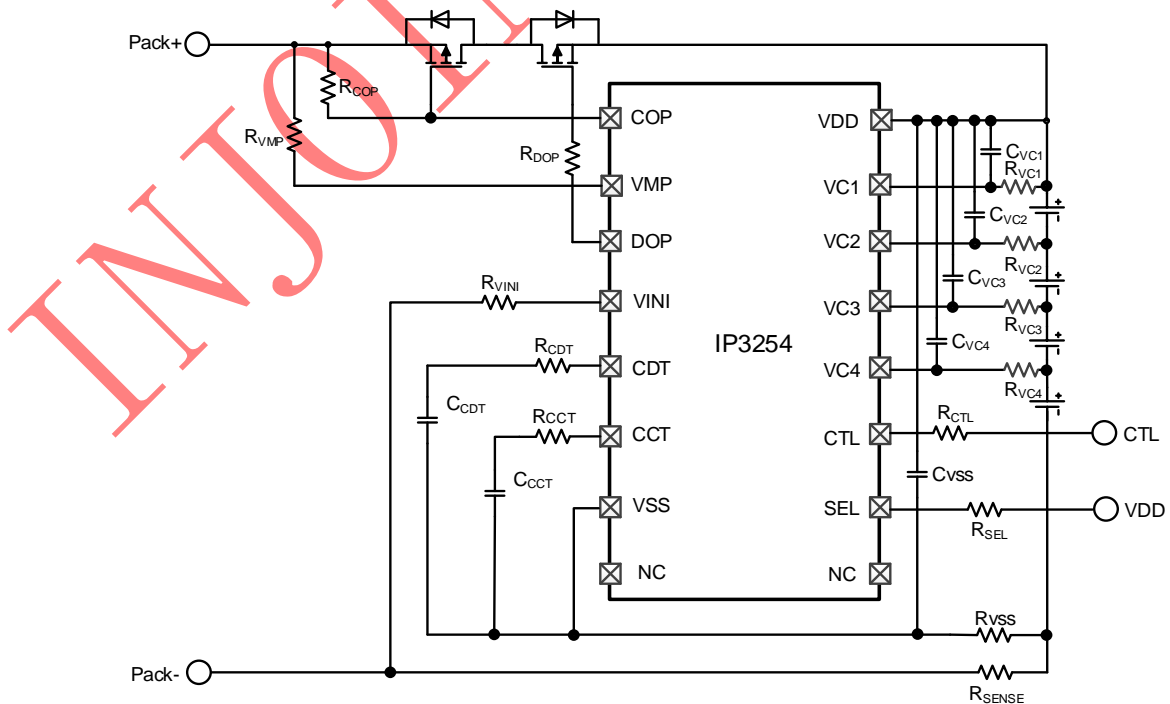 Pack+
RCOP
RVMP
RDOP
COP
VMP
DOP
VINI
CDT
CCT
VSS
NC
IP3254
VDD
VC1
VC2
VC3
VC4
CTL
SEL
NC
CVC1
RVC1
CVC2
RVC2
CVC3
RVC3
CVC4
RVC4
RCTL
CTL
CVSS
RSEL
VDD
RVINI
RCDT
CCDT
RCCT
CCCT
RVSS
RSENSE
Pack-